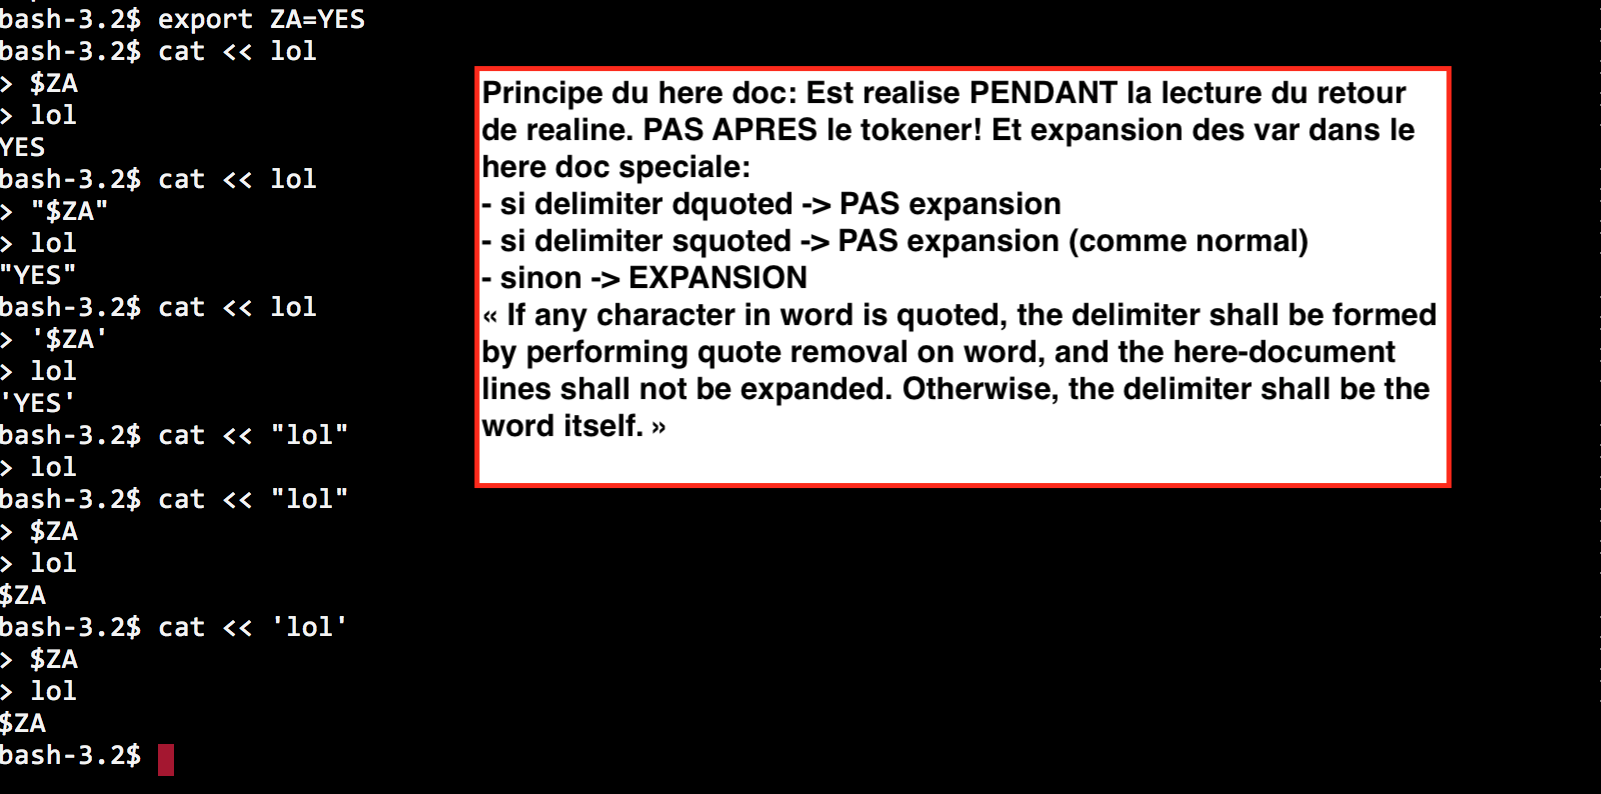 bash-3.2$ export ZA=YES
bash-3.2$ cat << lol
> $ZA
> lol
YES
bash-3.2$ cat << lol
> "$ZA"
> lol
"YES"
bash-3.2$ cat << lol
> '$ZA'
> lol
'YES'
bash-3.2$ cat << "lol"
> lol
bash-3.2$ cat << "lol"
> $ZA
> lol
$ZA
bash-3.2$ cat << 'lol'
> $ZA
> lol
$ZA
bash-3.2$
Principe du here doc: Est realise PENDANT la lecture du retour
de realine. PAS APRES le tokener! Et expansion des var dans le
here doc speciale:
- si delimiter dquoted -> PAS expansion
- si delimiter squoted -> PAS expansion (comme normal)
- sinon -> EXPANSION
« If any character in word is quoted, the delimiter shall be formed
by performing quote removal on word, and the here-document
lines shall not be expanded. Otherwise, the delimiter shall be the
word itself. »